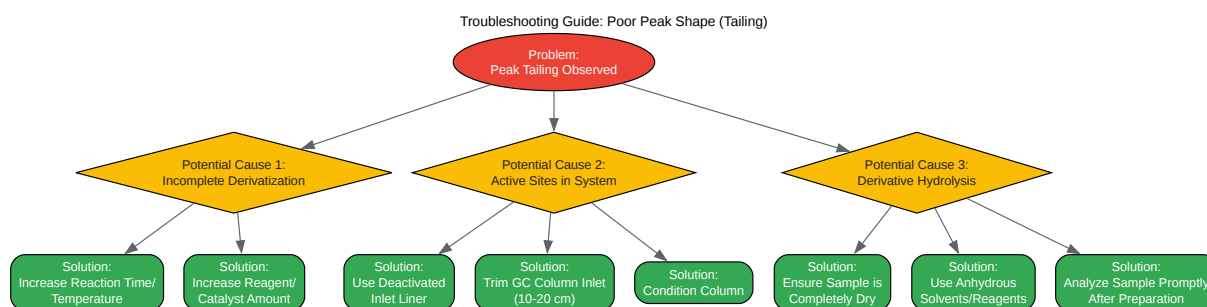 Troubleshooting Guide: Poor Peak Shape (Tailing)
Problem:
Peak Tailing Observed
Potential Cause 1:
Incomplete Derivatization
Potential Cause 2:
Active Sites in System
Potential Cause 3:
Derivative Hydrolysis
Solution:
Increase Reaction Time/
Temperature
Solution:
Increase Reagent/
Catalyst Amount
Solution:
Use Deactivated
Inlet Liner
Solution:
Trim GC Column Inlet
(10-20 cm)
Solution:
Condition Column
Solution:
Ensure Sample is
Completely Dry
Solution:
Use Anhydrous
Solvents/Reagents
Solution:
Analyze Sample Promptly
After Preparation